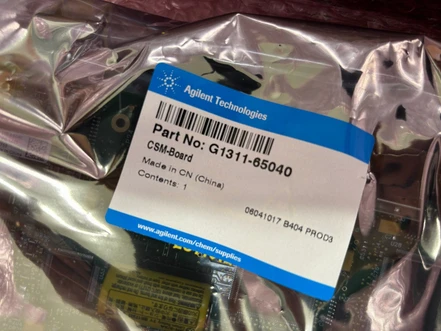 Agilent Technologies
Part No: G1311-65040
CSM-Board
Made in CN (China)
Contents: 1
06041017 B404 PROD3
www.agilent.com/chem/supplies